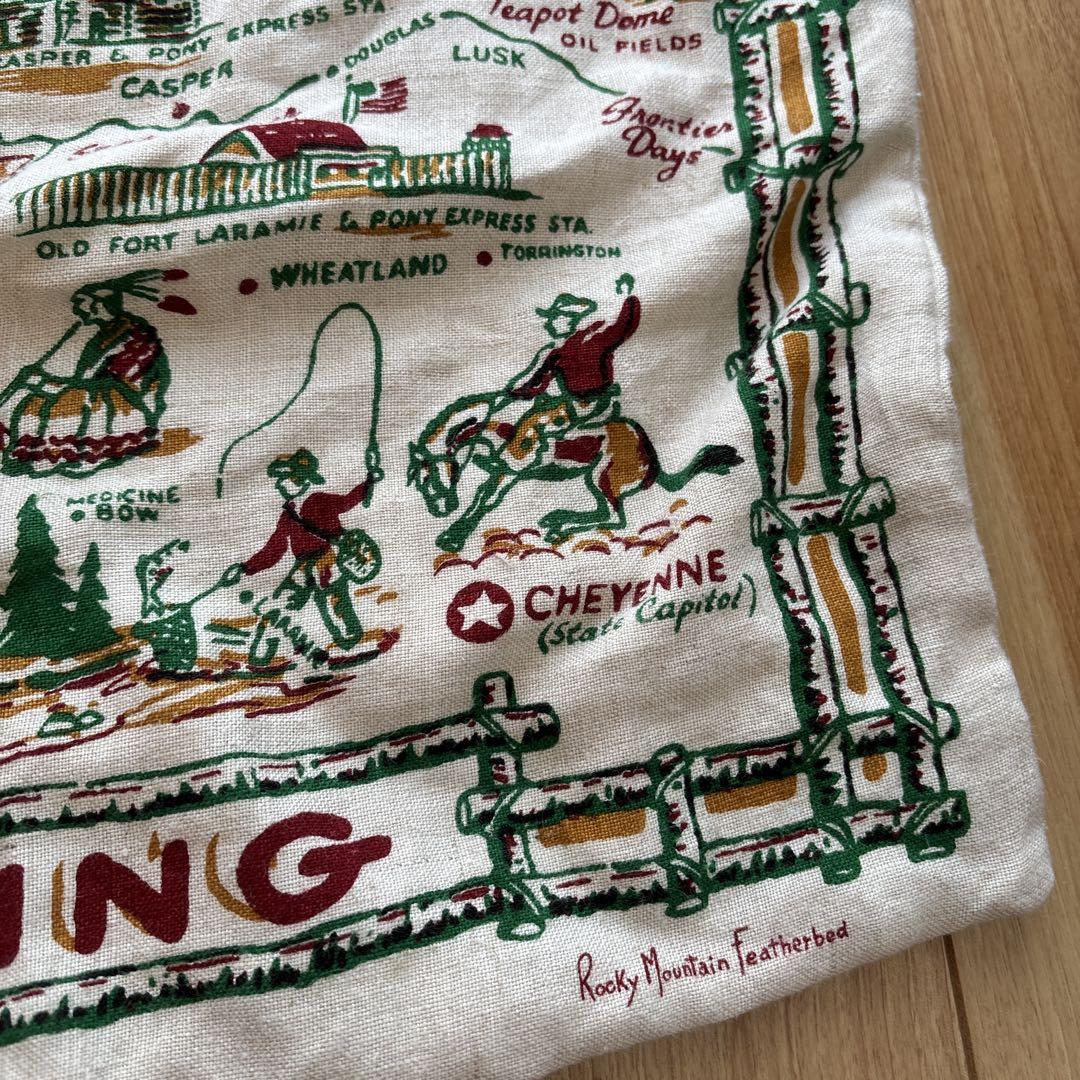 Teapot Dome
OIL FIELDS
CASPER & PONY EXPRESS STA
CASPER
DOUGLAS
LUSK
Frontier
Days
OLD FORT LARAMIE & PONY EXPRESS STA.
WHEATLAND
TORRINGTON
MEDICINE
BOW
CHEYENNE
(State Capitol)
ING
Rocky Mountain Featherbed